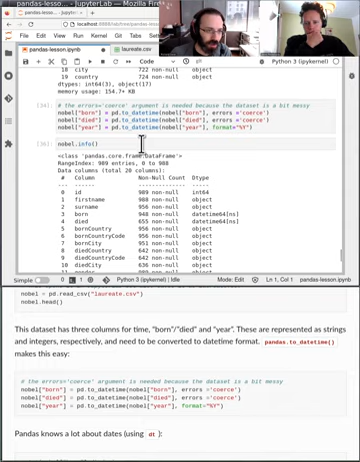 pandas-lesso... - JupyterLab — Mozilla Fire
pandas-lesso...
File Edit View Run Kernel
pandas-lesson.ipynb
laureate.csv
Code
Python 3 (ipykernel)
18 city 722 non-null object
19 country 724 non-null object
dtypes: int64(3), object(17)
memory usage: 154.7+ KB
[34]: # the errors='coerce' argument is needed because the dataset is a bit messy
nobel["born"] = pd.to_datetime(nobel["born"], errors ='coerce')
nobel["died"] = pd.to_datetime(nobel["died"], errors ='coerce')
nobel["year"] = pd.to_datetime(nobel["year"], format="%Y")
[36]: nobel.info()
<class 'pandas.core.frame.DataFrame'>
RangeIndex: 989 entries, 0 to 988
Data columns (total 20 columns):
# Column Non-Null Count Dtype
0 id 989 non-null int64
1 firstname 988 non-null object
2 surname 956 non-null object
3 born 948 non-null datetime64[ns]
4 died 655 non-null datetime64[ns]
5 bornCountry 956 non-null object
6 bornCountryCode 956 non-null object
7 bornCity 951 non-null object
8 diedCountry 642 non-null object
9 diedCountryCode 642 non-null object
10 diedCity 636 non-null object
Simple
Python 3 (ipykernel) | Idle
Mode: Edit
Ln 1, Col 1
pandas-lesson.ipynb
nobel = pd.read_csv("laureate.csv")
nobel.head()
This dataset has three columns for time, "born"/"died" and "year". These are represented as strings
and integers, respectively, and need to be converted to datetime format. pandas.to_datetime()
makes this easy:
# the errors='coerce' argument is needed because the dataset is a bit messy
nobel["born"] = pd.to_datetime(nobel["born"], errors ='coerce')
nobel["died"] = pd.to_datetime(nobel["died"], errors ='coerce')
nobel["year"] = pd.to_datetime(nobel["year"], format="%Y")
Pandas knows a lot about dates (using dt ):